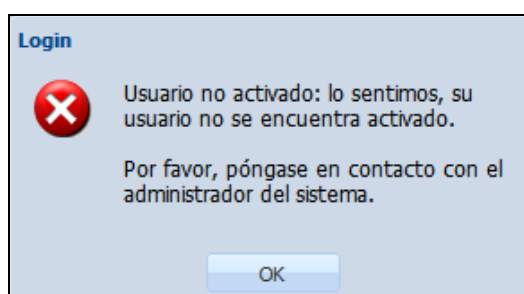 Login
Usuario no activado: lo sentimos, su
usuario no se encuentra activado.
Por favor, póngase en contacto con el
administrador del sistema.
OK